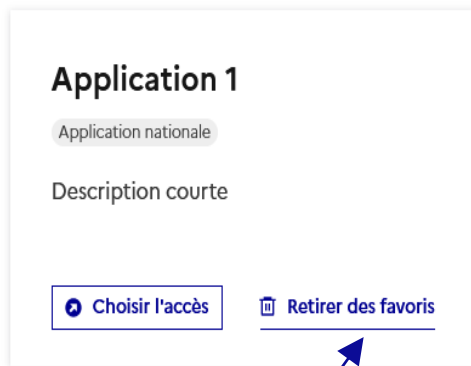 Application 1
Application nationale
Description courte
Choisir l'accès
Retirer des favoris